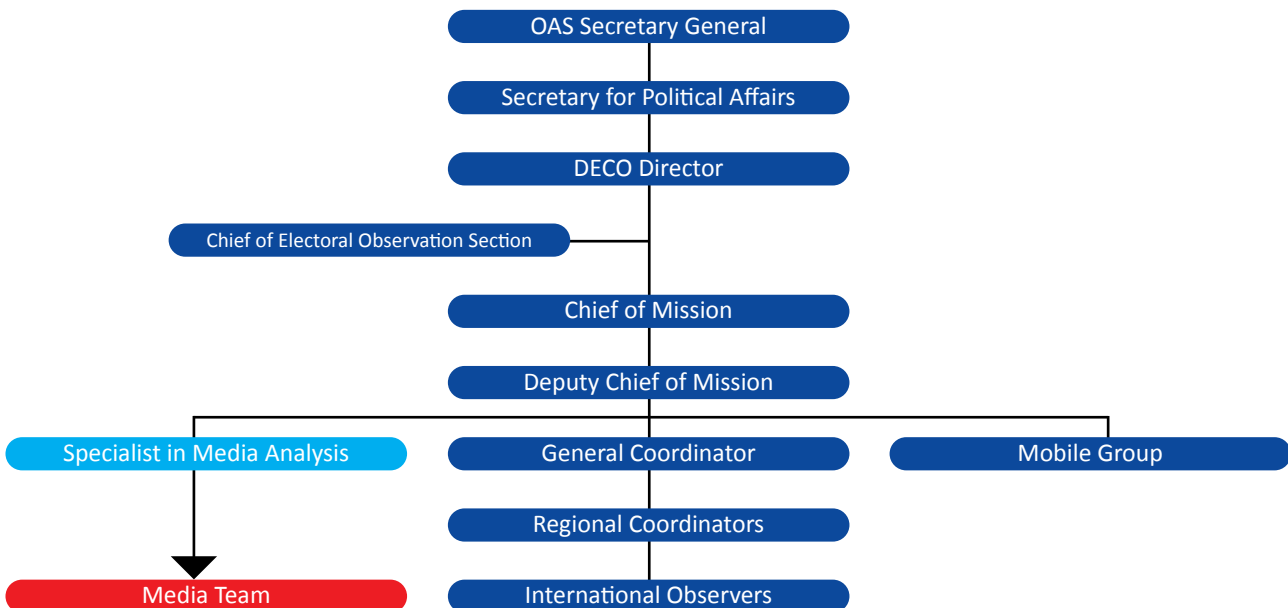 OAS Secretary General
Secretary for Political Affairs
DECO Director
Chief of Electoral Observation Section
Chief of Mission
Deputy Chief of Mission
Specialist in Media Analysis
General Coordinator
Mobile Group
Regional Coordinators
Media Team
International Observers